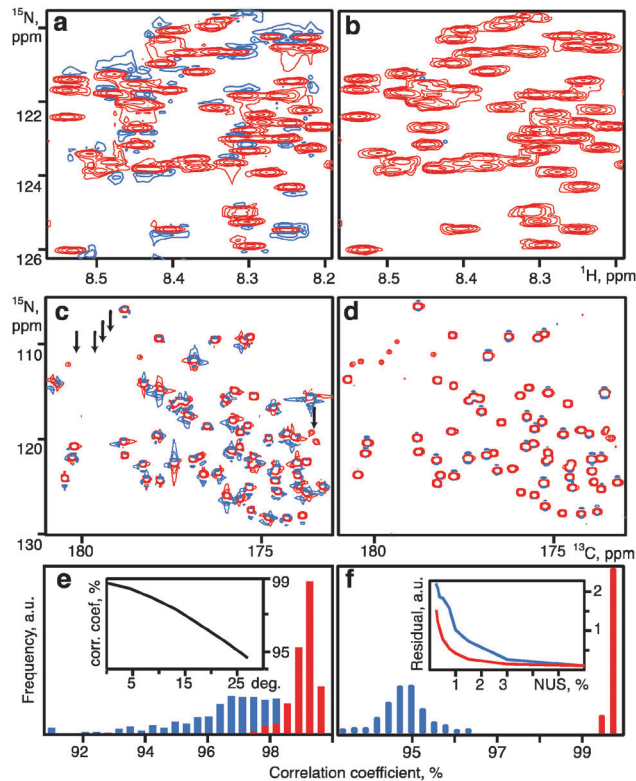 15N, ppm
a
b
122
124
126
8.5
8.4
8.3
8.2
8.5
8.4
8.3
1H, ppm
15N, ppm
c
d
110
120
130
180
175
180
175
13C, ppm
e
f
corr. coef, %
99
95
5
15
25
deg.
Residual, a.u.
2
1
1
2
3
NUS, %
Frequency, a.u.
92
94
96
98
95
97
99
Correlation coefficient, %